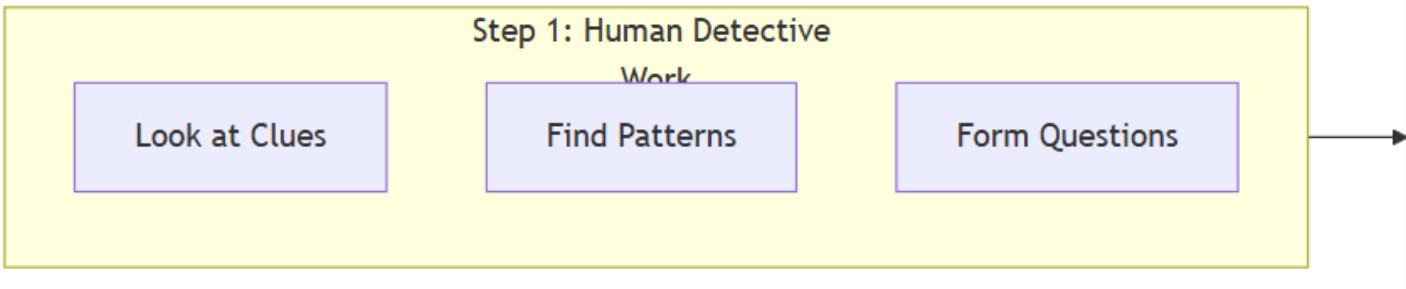 Step 1: Human Detective
Work
Look at Clues
Find Patterns
Form Questions